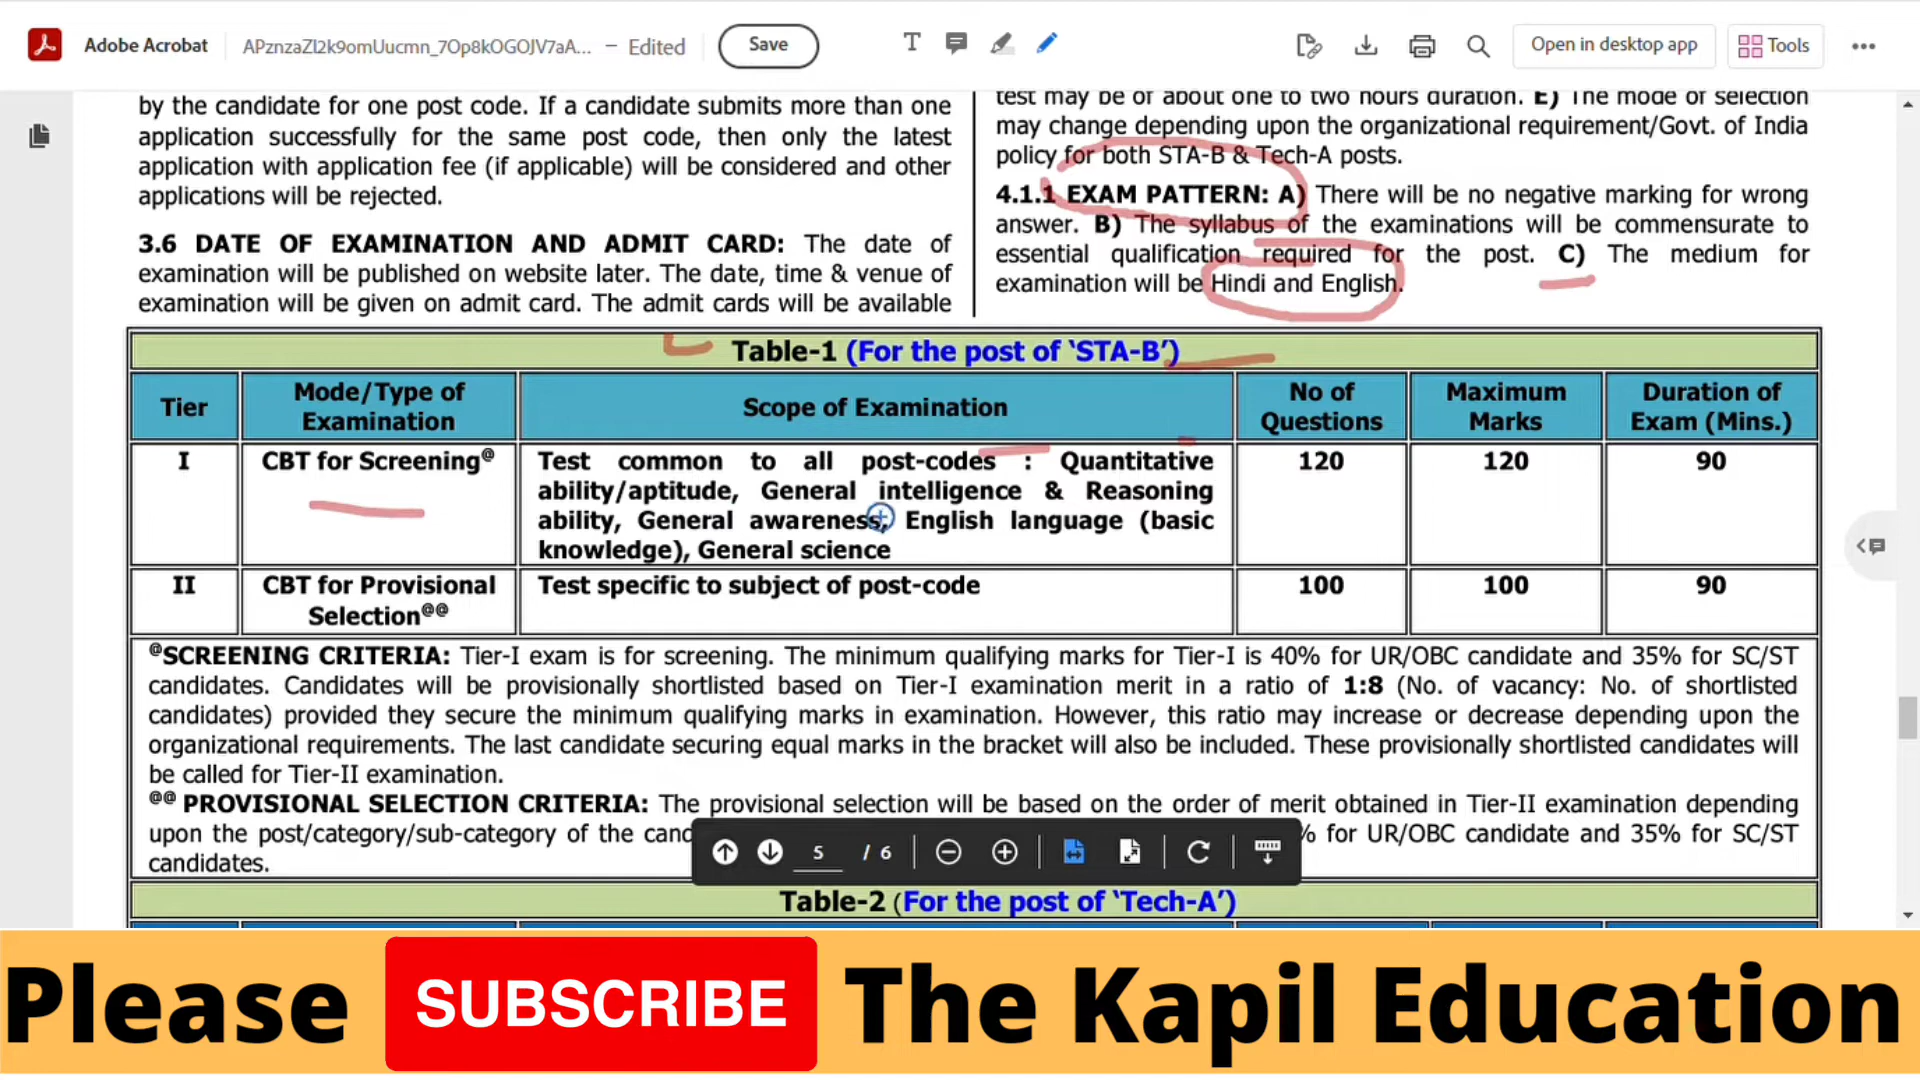 Adobe Acrobat
APznzaZl2k9omUucmn_7Op8kOGOJV7aA... – Edited
Save
Open in desktop app
Tools
by the candidate for one post code. If a candidate submits more than one
application successfully for the same post code, then only the latest
application with application fee (if applicable) will be considered and other
applications will be rejected.
3.6 DATE OF EXAMINATION AND ADMIT CARD: The date of
examination will be published on website later. The date, time & venue of
examination will be given on admit card. The admit cards will be available
test may be of about one to two hours duration. E) The mode of selection
may change depending upon the organizational requirement/Govt. of India
policy for both STA-B & Tech-A posts.
4.1.1 EXAM PATTERN: A) There will be no negative marking for wrong
answer. B) The syllabus of the examinations will be commensurate to
essential qualification required for the post. C) The medium for
examination will be Hindi and English.
Table-1 (For the post of ‘STA-B’)
Tier
Mode/Type of
Examination
Scope of Examination
No of
Questions
Maximum
Marks
Duration of
Exam (Mins.)
I
CBT for Screening@
Test common to all post-codes : Quantitative
ability/aptitude, General intelligence & Reasoning
ability, General awareness, English language (basic
knowledge), General science
120
120
90
II
CBT for Provisional
Selection@@
Test specific to subject of post-code
100
100
90
@SCREENING CRITERIA: Tier-I exam is for screening. The minimum qualifying marks for Tier-I is 40% for UR/OBC candidate and 35% for SC/ST
candidates. Candidates will be provisionally shortlisted based on Tier-I examination merit in a ratio of 1:8 (No. of vacancy: No. of shortlisted
candidates) provided they secure the minimum qualifying marks in examination. However, this ratio may increase or decrease depending upon the
organizational requirements. The last candidate securing equal marks in the bracket will also be included. These provisionally shortlisted candidates will
be called for Tier-II examination.
@@ PROVISIONAL SELECTION CRITERIA: The provisional selection will be based on the order of merit obtained in Tier-II examination depending
upon the post/category/sub-category of the % for UR/OBC candidate and 35% for SC/ST
candidates.
5 / 6
Table-2 (For the post of ‘Tech-A’)
Please SUBSCRIBE The Kapil Education